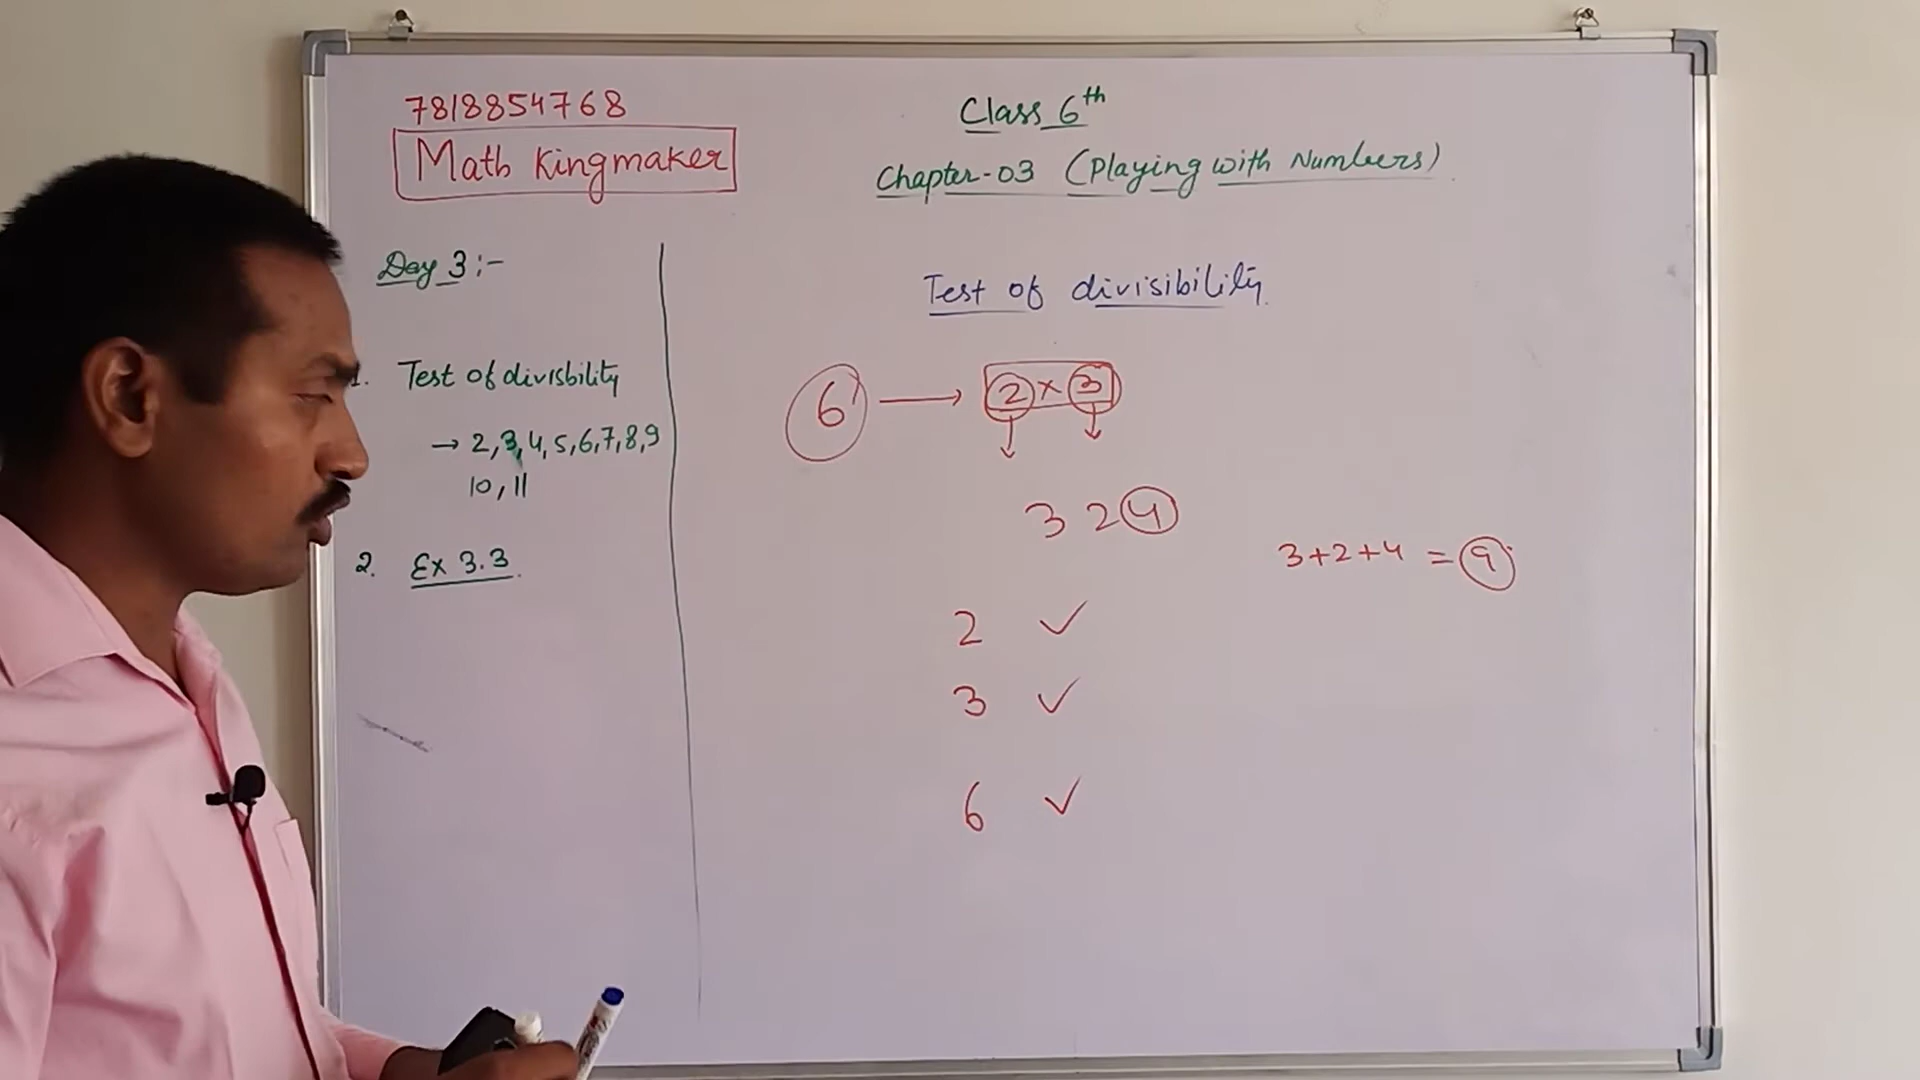 7818854768
Math Kingmaker
Class 6th
Chapter-03 (Playing with Numbers)
Day 3:-
1. Test of divisbility
→ 2,3,4,5,6,7,8,9
10,11
2. Ex 3.3
Test of divisibility
6 → 2 × 3
3 2 4
3+2+4 = 9
2 ✓
3 ✓
6 ✓